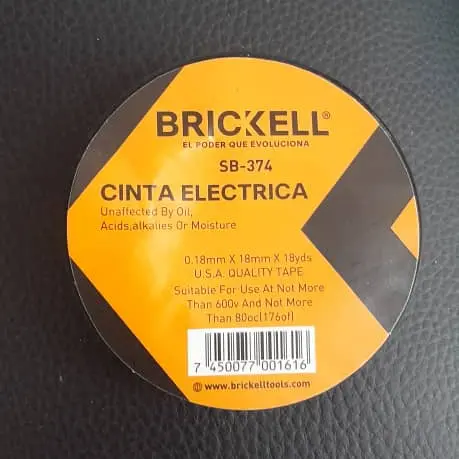 BRICKELL®
EL PODER QUE EVOLUCIONA
SB-374
CINTA ELECTRICA
Unaffected By Oil,
Acids,alkalies Or Moisture
0.18mm X 18mm X 18yds
U.S.A. QUALITY TAPE
Suitable For Use At Not More
Than 600v And Not More
Than 80oc(176of)
7 450077 001616
www.brickelltools.com